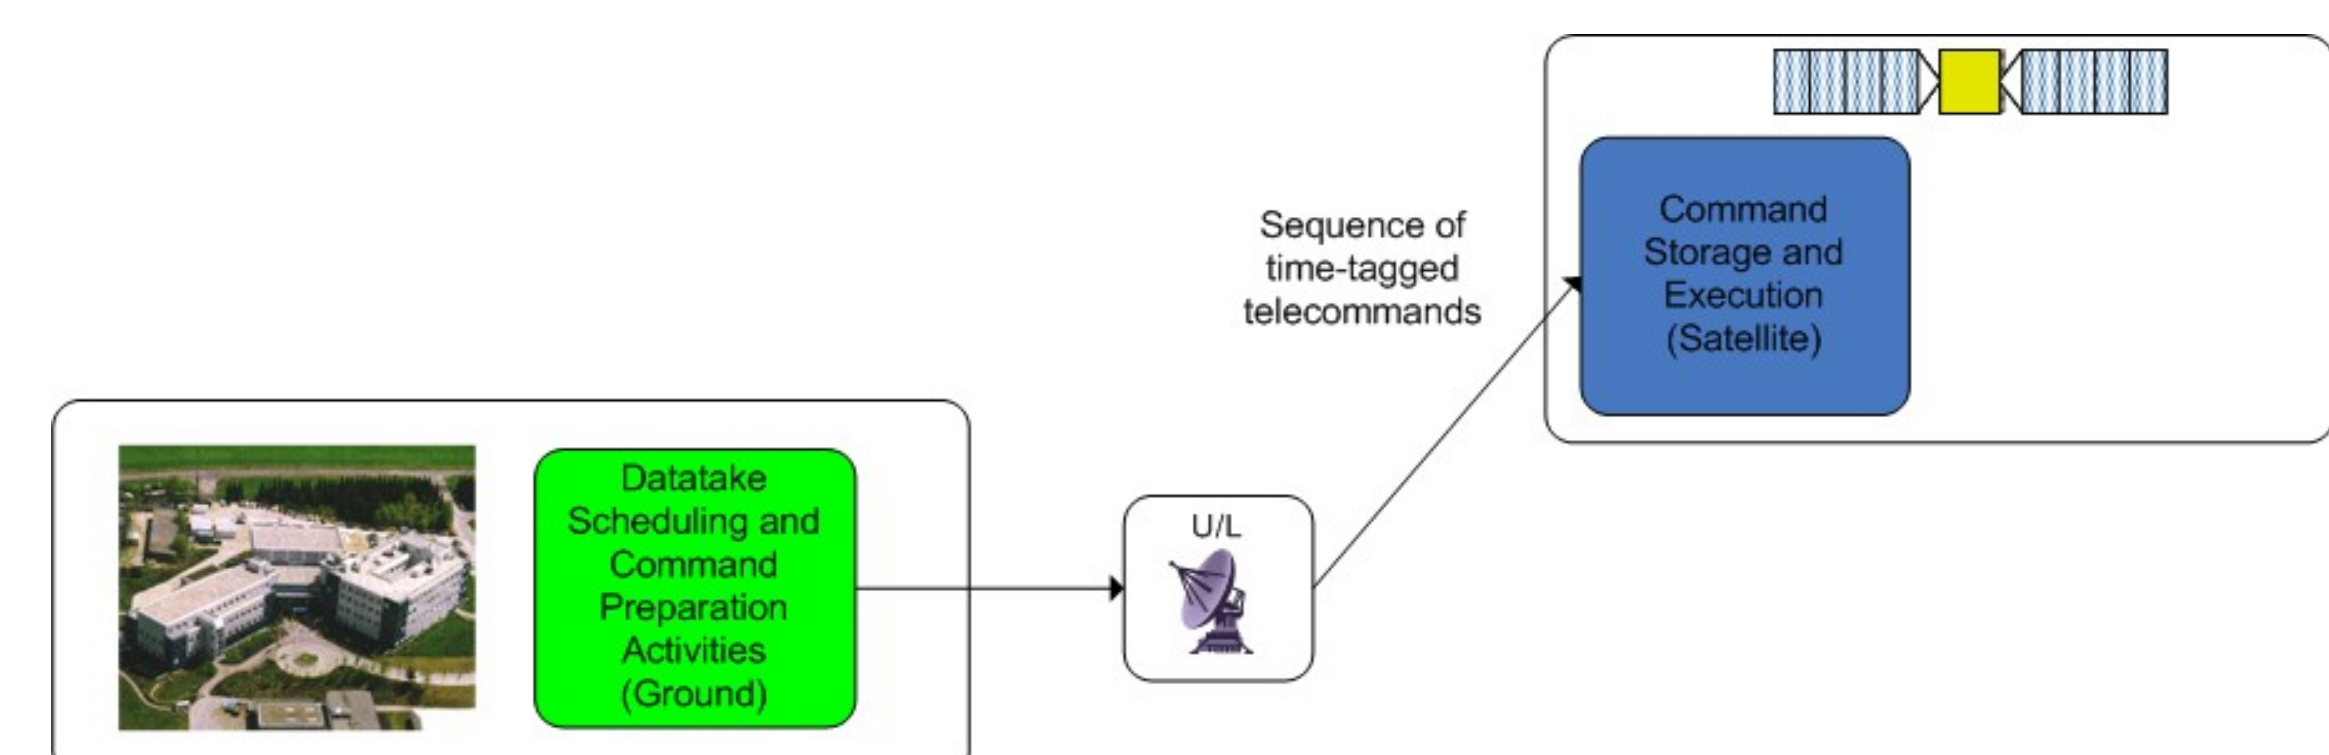 Sequence of
time-tagged
telecommands
Command
Storage and
Execution
(Satellite)
Datatake
Scheduling and
Command
Preparation
Activities
(Ground)
U/L